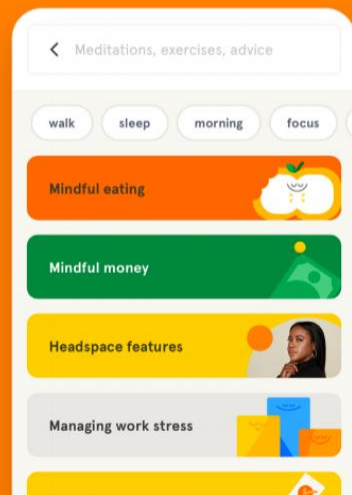 Meditations, exercises, advice
walk sleep morning focus
Mindful eating
Mindful money
Headspace features
Managing work stress